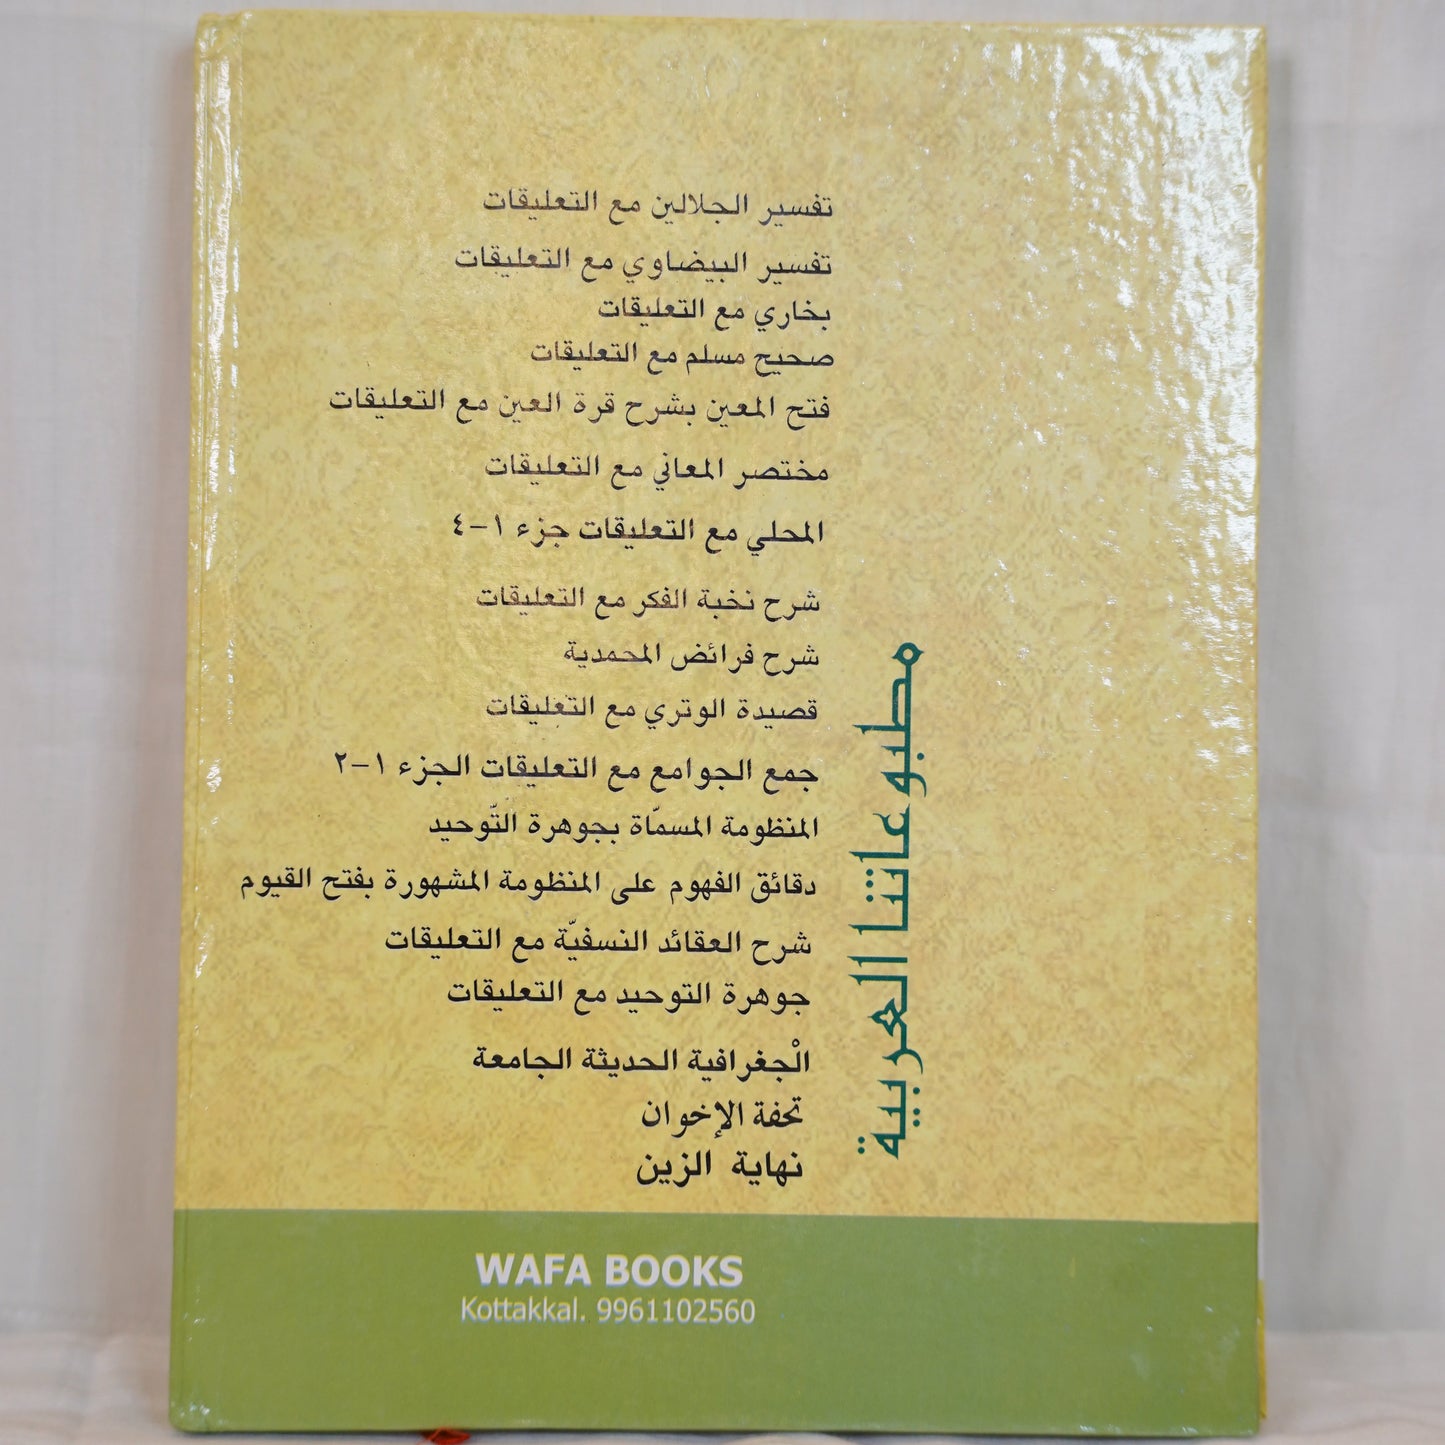 تفسير الجلالين مع التعليقات
تفسير البيضاوي مع التعليقات
بخاري مع التعليقات
صحيح مسلم مع التعليقات
فتح المعين بشرح قرة العين مع التعليقات
مختصر المعاني مع التعليقات
المحلي مع التعليقات جزء ١-٤
شرح نخبة الفكر مع التعليقات
شرح فرائض المحمدية
قصيدة الوتري مع التعليقات
جمع الجوامع مع التعليقات الجزء ١-٢
المنظومة المسمّاة بجوهرة التّوحيد
دقائق الفهوم على المنظومة المشهورة بفتح القيوم
شرح العقائد النسفيّة مع التعليقات
جوهرة التوحيد مع التعليقات
الْجغرافية الحديثة الجامعة
تحفة الإخوان
نهاية الزين
مطبوعاتنا العربية
WAFA BOOKS
Kottakkal. 9961102560